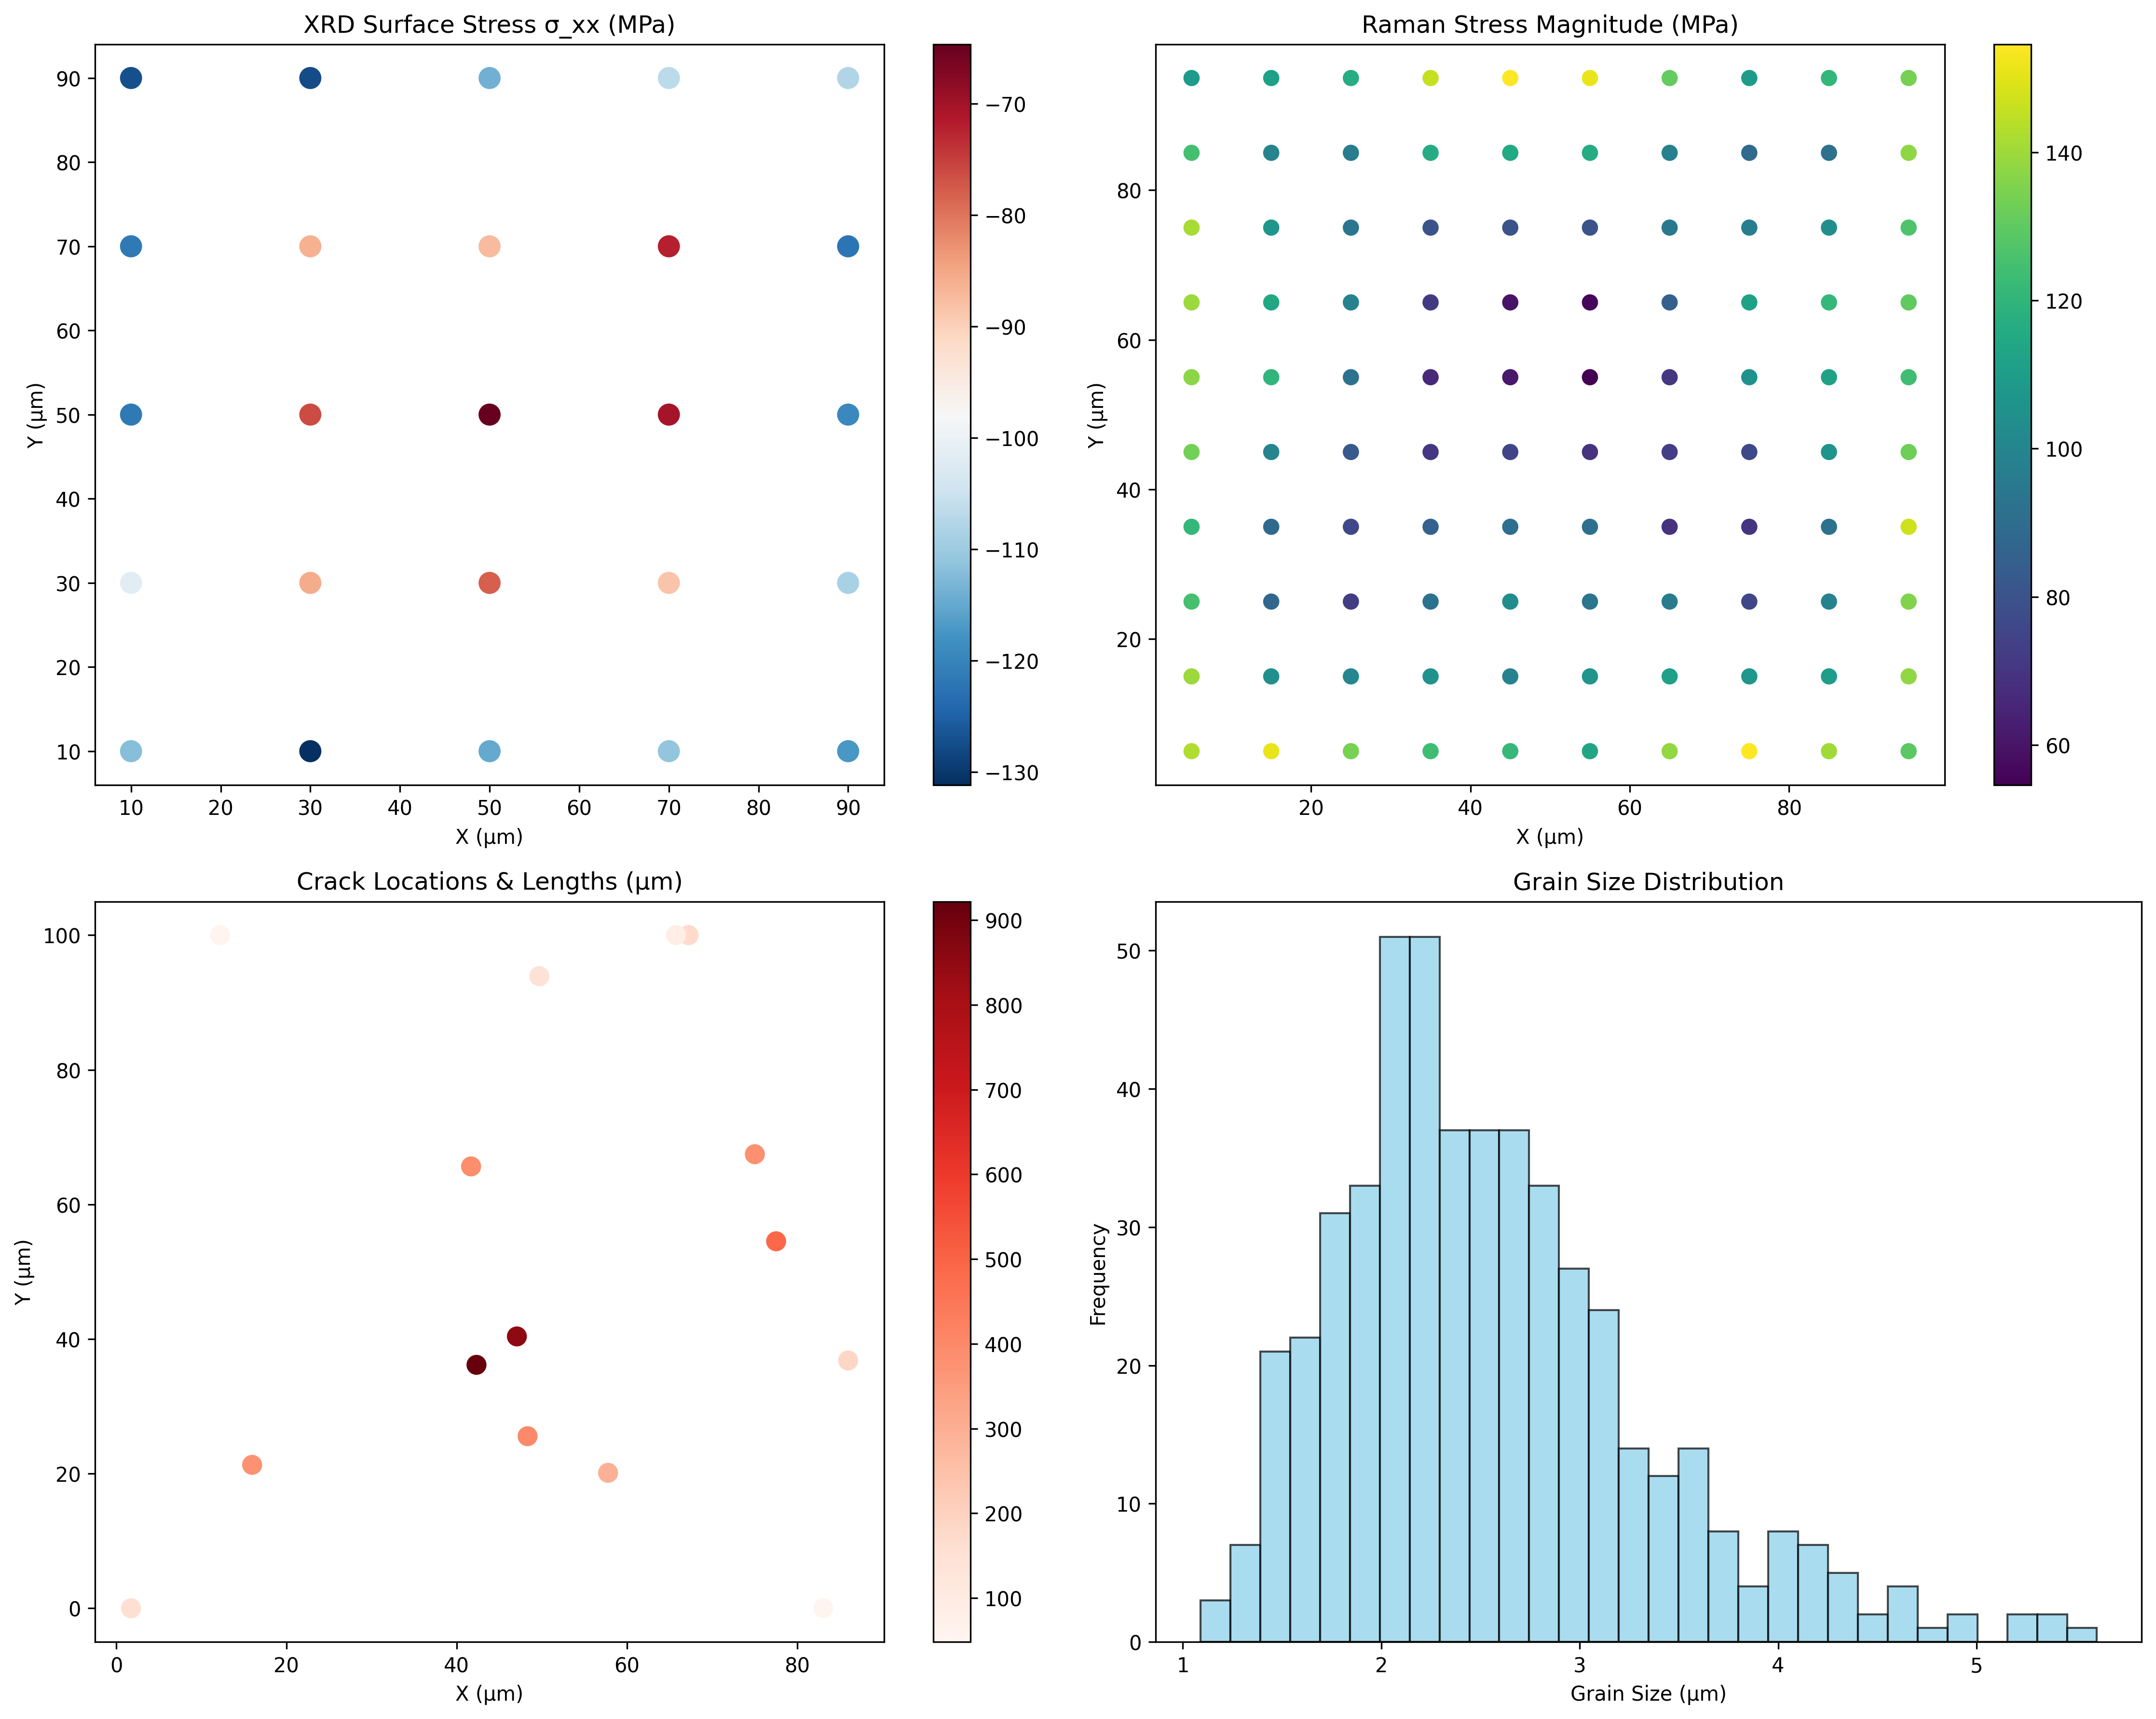 XRD Surface Stress σ_xx (MPa)
90
80
70
60
50
40
30
20
10
Y (μm)
10 20 30 40 50 60 70 80 90
X (μm)
−70
−80
−90
−100
−110
−120
−130
Raman Stress Magnitude (MPa)
80
60
40
20
Y (μm)
20 40 60 80
X (μm)
140
120
100
80
60
Crack Locations & Lengths (μm)
100
80
60
40
20
0
Y (μm)
0 20 40 60 80
X (μm)
900
800
700
600
500
400
300
200
100
Grain Size Distribution
50
40
30
20
10
0
Frequency
1 2 3 4 5
Grain Size (μm)